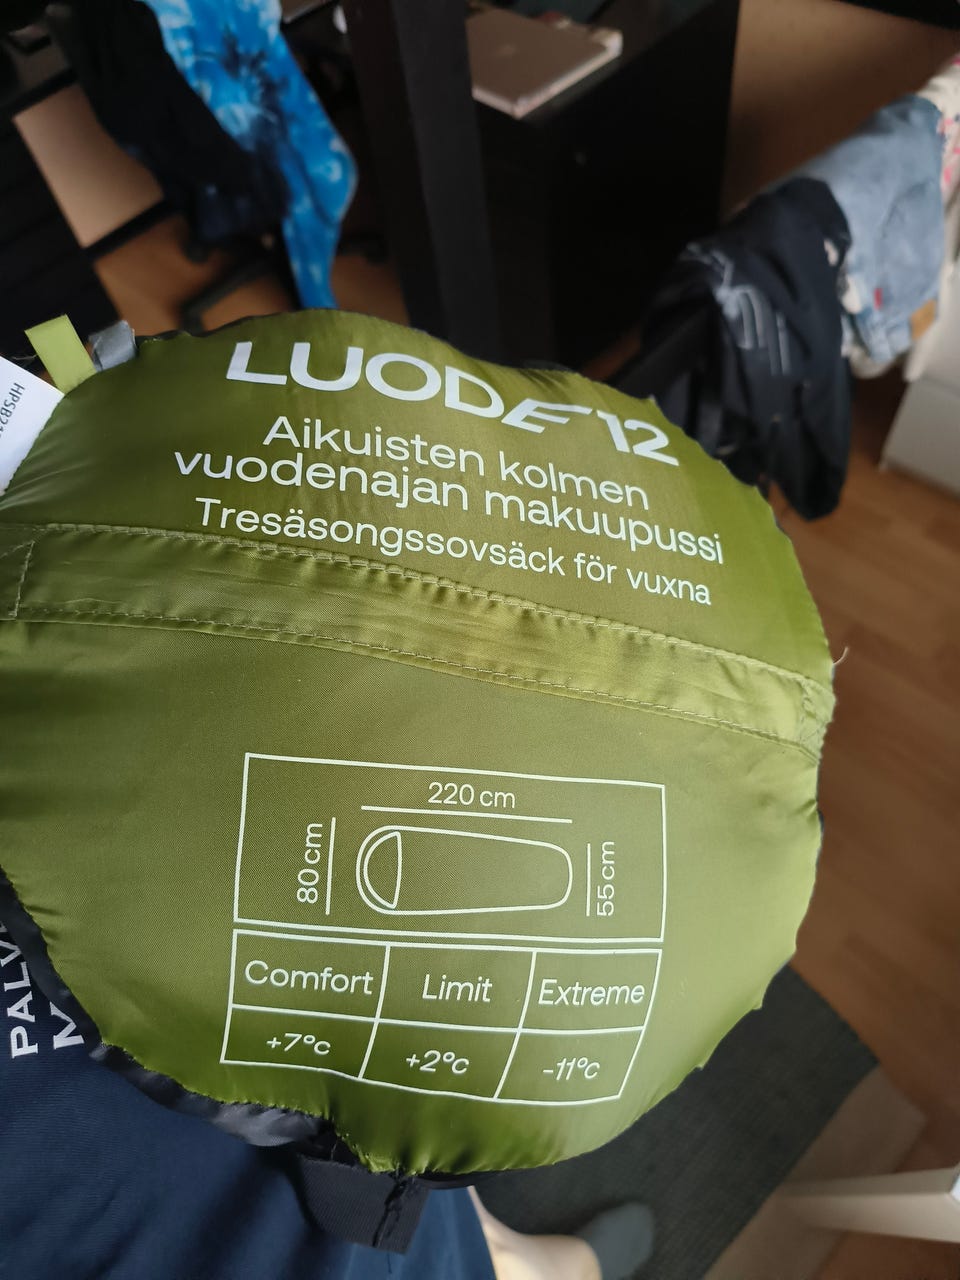 LUODE 12
Aikuisten kolmen
vuodenajan makuupussi
Tresäsongssovsäck för vuxna
220 cm
80 cm
55 cm
Comfort Limit Extreme
+7°c +2°c -11°c